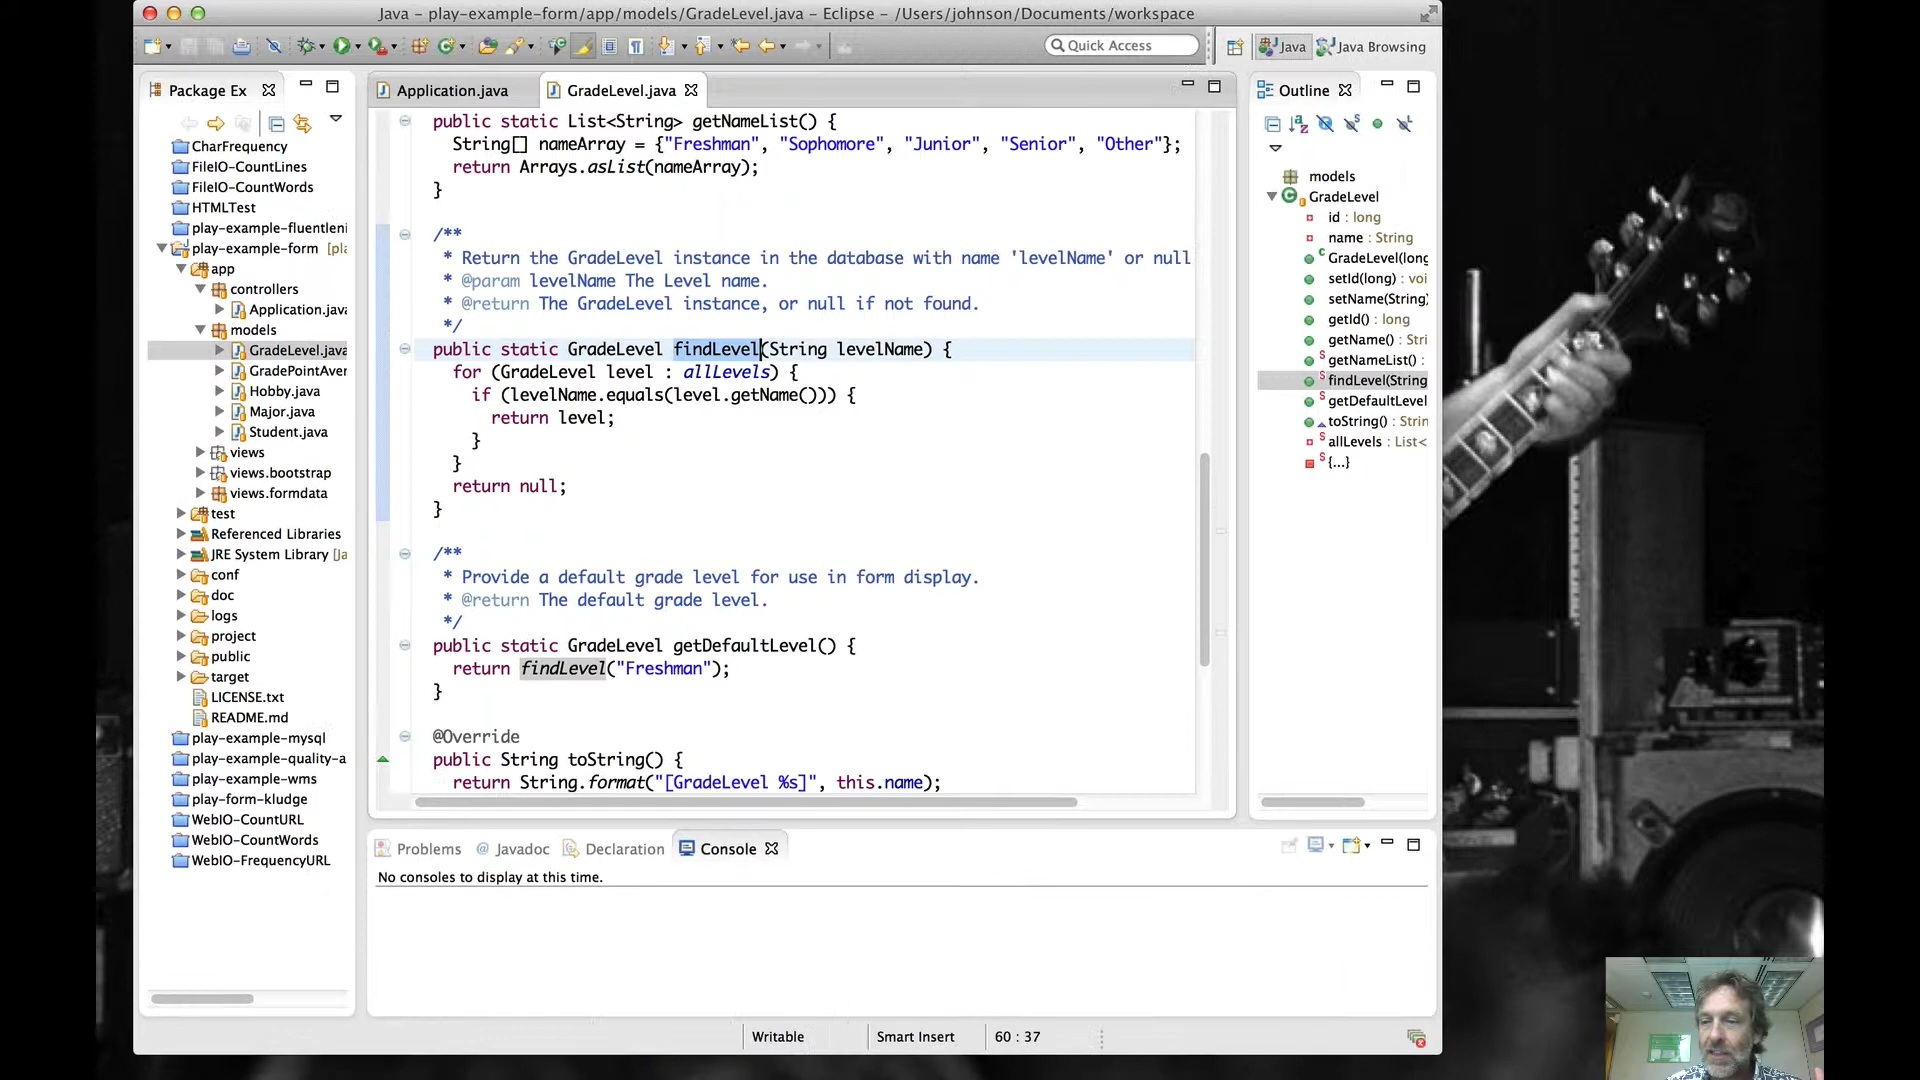 Java – play-example-form/app/models/GradeLevel.java – Eclipse – /Users/johnson/Documents/workspace
Quick Access
Java
Java Browsing
Package Ex
CharFrequency
FileIO-CountLines
FileIO-CountWords
HTMLTest
play-example-fluentleni
play-example-form [pl
app
controllers
Application.java
models
GradeLevel.java
GradePointAver
Hobby.java
Major.java
Student.java
views
views.bootstrap
views.formdata
test
Referenced Libraries
JRE System Library [Ja
conf
doc
logs
project
public
target
LICENSE.txt
README.md
play-example-mysql
play-example-quality-a
play-example-wms
play-form-kludge
WebIO-CountURL
WebIO-CountWords
WebIO-FrequencyURL
Application.java
GradeLevel.java
public static List<String> getNameList() {
String[] nameArray = {"Freshman", "Sophomore", "Junior", "Senior", "Other"};
return Arrays.asList(nameArray);
}
/**
* Return the GradeLevel instance in the database with name 'levelName' or null
* @param levelName The Level name.
* @return The GradeLevel instance, or null if not found.
*/
public static GradeLevel findLevel(String levelName) {
for (GradeLevel level : allLevels) {
if (levelName.equals(level.getName())) {
return level;
}
}
return null;
}
/**
* Provide a default grade level for use in form display.
* @return The default grade level.
*/
public static GradeLevel getDefaultLevel() {
return findLevel("Freshman");
}
@Override
public String toString() {
return String.format("[GradeLevel %s]", this.name);
Outline
models
GradeLevel
id : long
name : String
GradeLevel(long
setId(long) : voi
setName(String)
getId() : long
getName() : Strin
getNameList() :
findLevel(String
getDefaultLevel
toString() : Strin
allLevels : List<
{...}
Problems
@ Javadoc
Declaration
Console
No consoles to display at this time.
Writable
Smart Insert
60 : 37